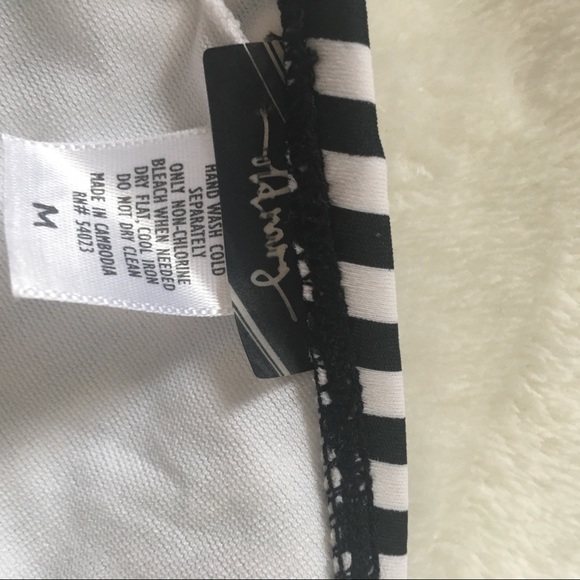 HAND WASH COLD
SEPARATELY
ONLY NON-CHLORINE
BLEACH WHEN NEEDED
DRY FLAT, COOL IRON
DO NOT DRY CLEAN
MADE IN CAMBODIA
RN# 54023
M